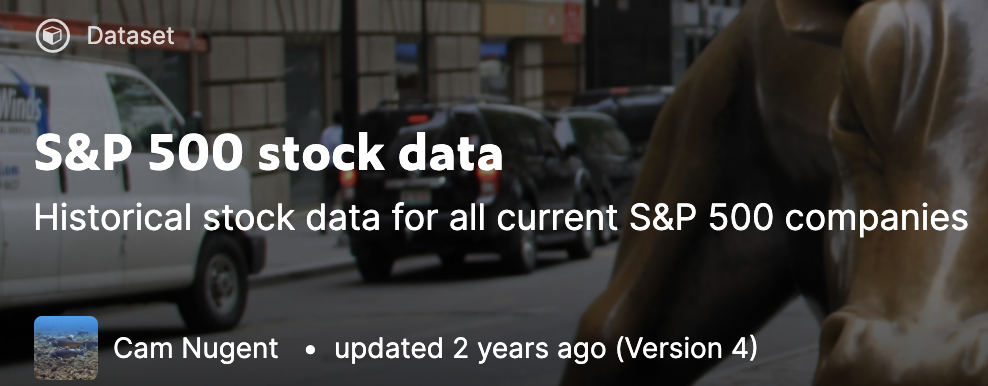 Dataset
Winds
S&P 500 stock data
Historical stock data for all current S&P 500 companies
Cam Nugent • updated 2 years ago (Version 4)